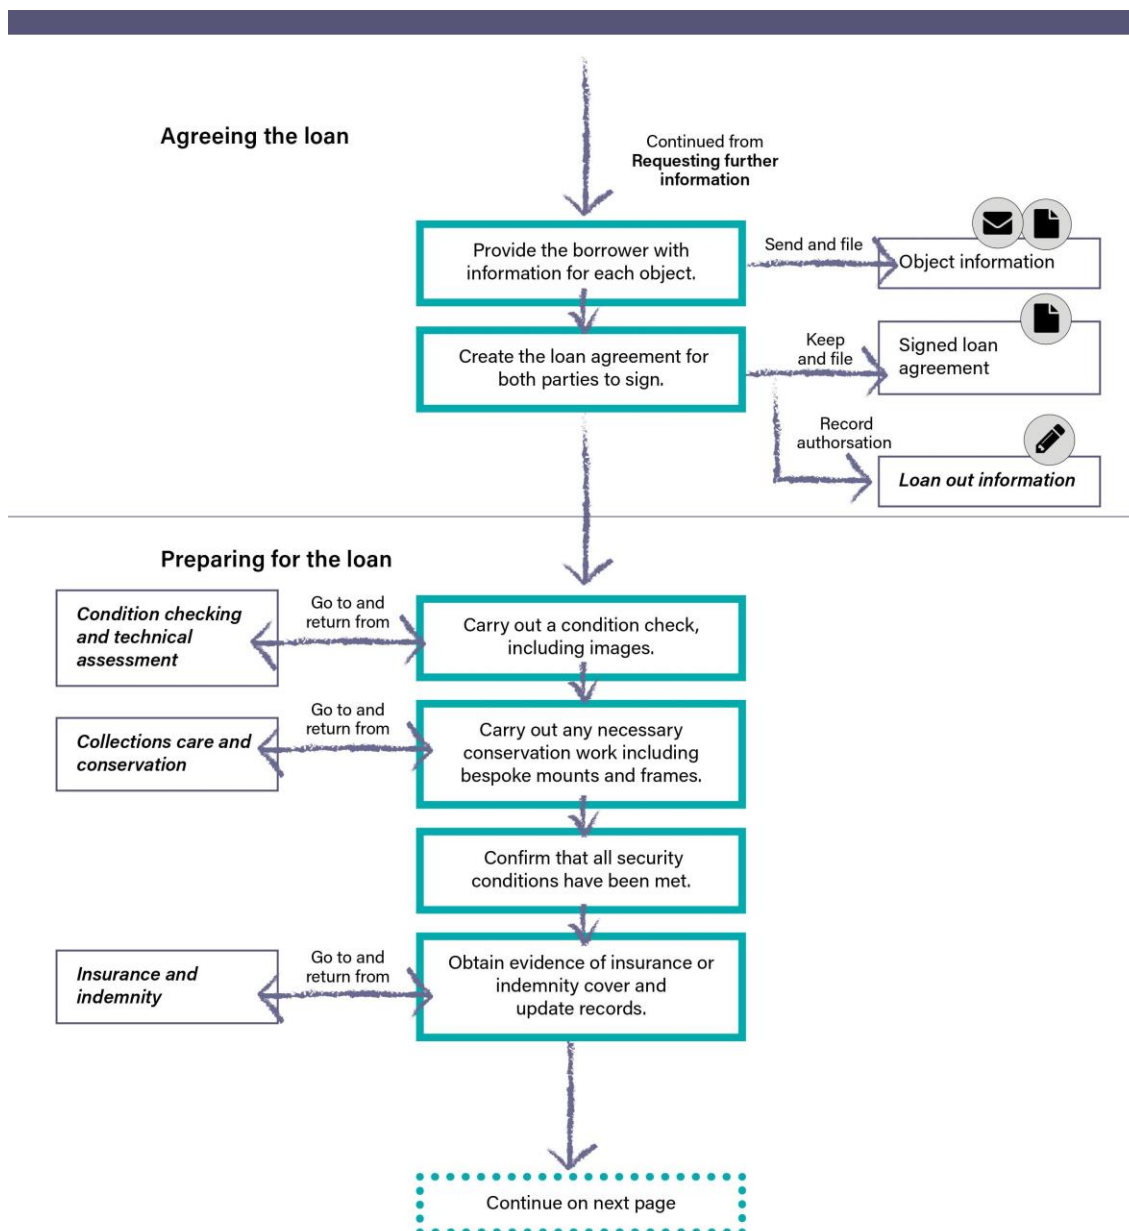 Agreeing the loan
Continued from
Requesting further
information
Provide the borrower with
information for each object.
Send and file
Object information
Create the loan agreement for
both parties to sign.
Keep
and file
Signed loan
agreement
Record
authorsation
Loan out information
Preparing for the loan
Condition checking
and technical
assessment
Go to and
return from
Carry out a condition check,
including images.
Collections care and
conservation
Go to and
return from
Carry out any necessary
conservation work including
bespoke mounts and frames.
Confirm that all security
conditions have been met.
Insurance and
indemnity
Go to and
return from
Obtain evidence of insurance or
indemnity cover and
update records.
Continue on next page